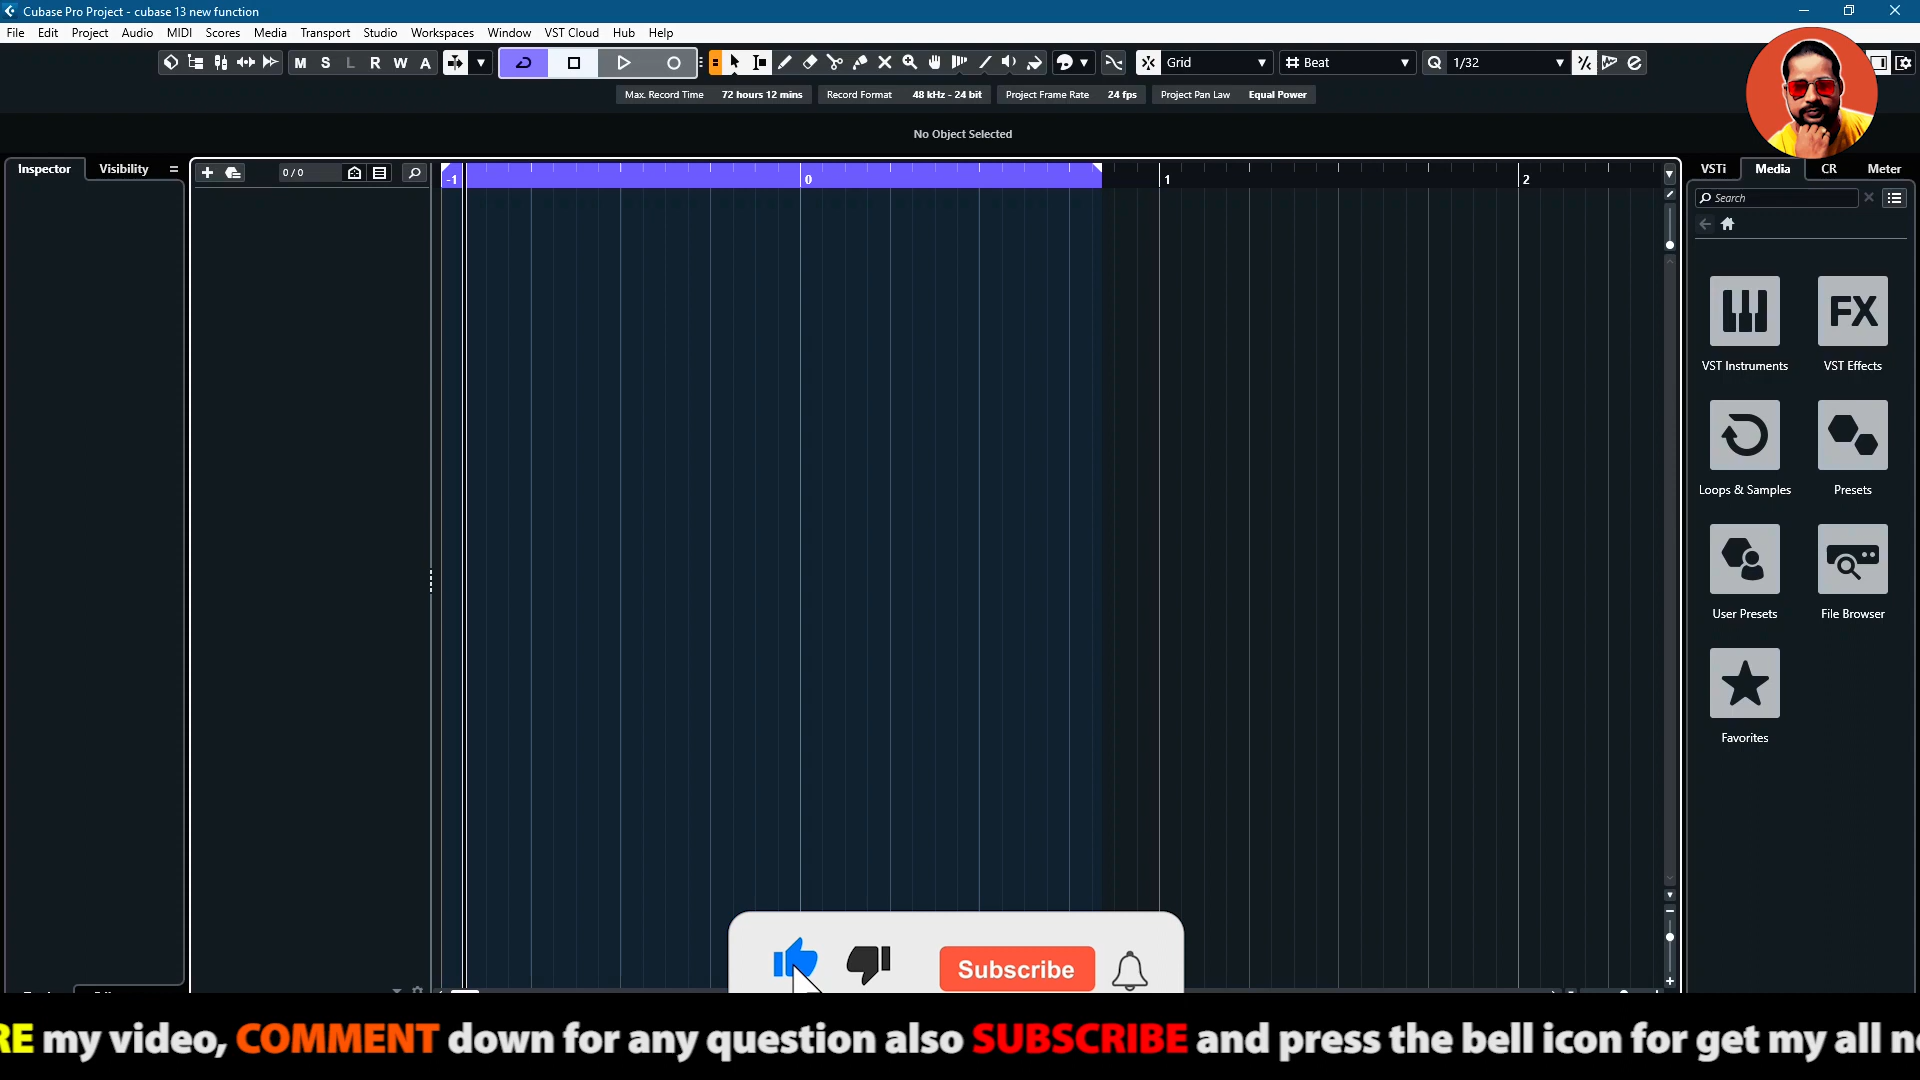 Cubase Pro Project - cubase 13 new function
File Edit Project Audio MIDI Scores Media Transport Studio Workspaces Window VST Cloud Hub Help
M S L R W A Grid Beat Q 1/32
Max. Record Time 72 hours 12 mins Record Format 48 kHz - 24 bit Project Frame Rate 24 fps Project Pan Law Equal Power
No Object Selected
Inspector Visibility 0 / 0 -1 0 1 2 VSTi Media CR Meter
Search
FX
VST Instruments VST Effects
Loops & Samples Presets
User Presets File Browser
Favorites
Subscribe
RE my video, COMMENT down for any question also SUBSCRIBE and press the bell icon for get my all